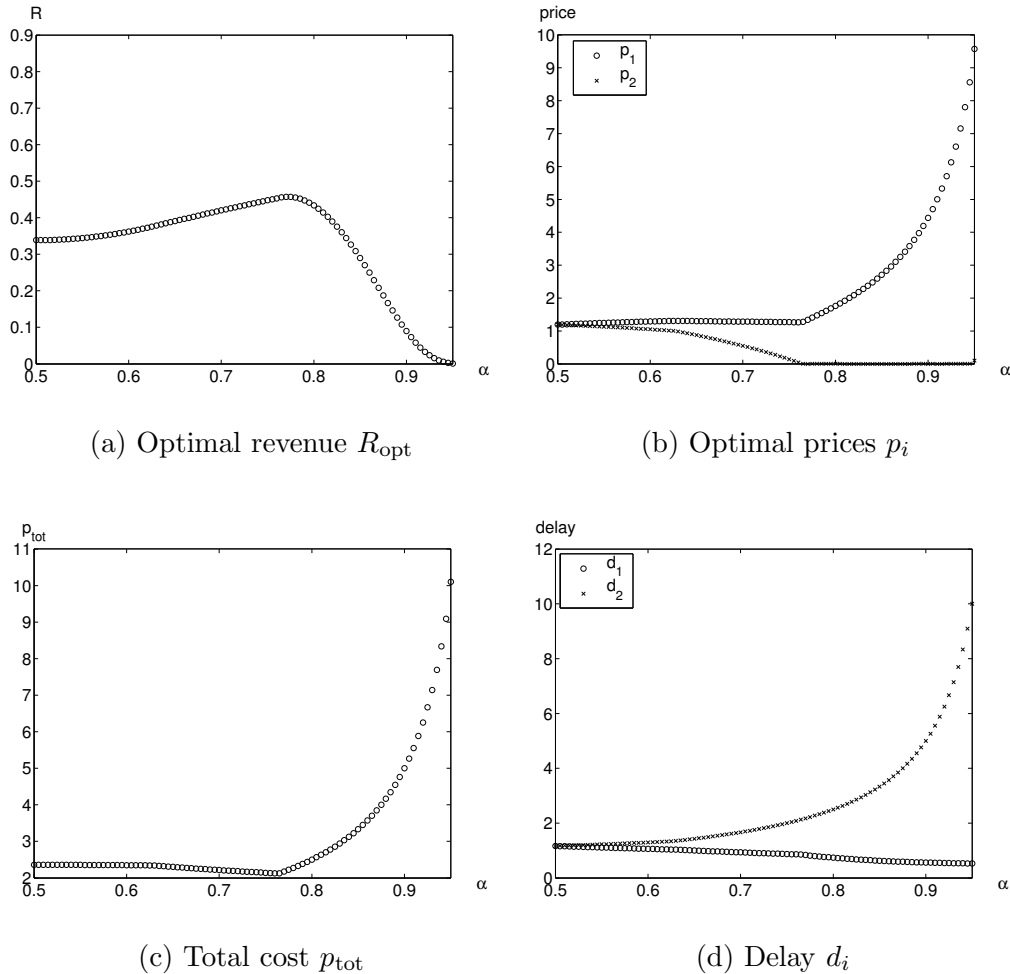 R
0.9
0.8
0.7
0.6
0.5
0.4
0.3
0.2
0.1
0
0.5 0.6 0.7 0.8 0.9 α
(a) Optimal revenue R_opt
price
10
9
8
7
6
5
4
3
2
1
0
p_1
p_2
0.5 0.6 0.7 0.8 0.9 α
(b) Optimal prices p_i
p_tot
11
10
9
8
7
6
5
4
3
2
0.5 0.6 0.7 0.8 0.9 α
(c) Total cost p_tot
delay
12
10
8
6
4
2
0
d_1
d_2
0.5 0.6 0.7 0.8 0.9 α
(d) Delay d_i